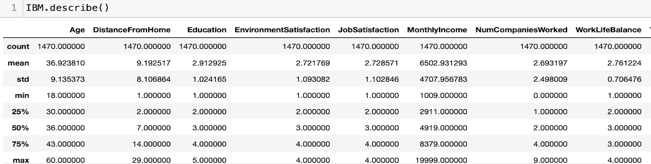 1 IBM.describe()
Age DistanceFromHome Education EnvironmentSatisfaction JobSatisfaction MonthlyIncome NumCompaniesWorked WorkLifeBalance
count 1470.000000 1470.000000 1470.000000 1470.000000 1470.000000 1470.000000 1470.000000 1470.000000
mean 36.923810 9.192517 2.912925 2.721769 2.728571 6502.931293 2.693197 2.761224
std 9.135373 8.106864 1.024165 1.093082 1.102846 4707.956783 2.498009 0.706476
min 18.000000 1.000000 1.000000 1.000000 1.000000 1009.000000 0.000000 1.000000
25% 30.000000 2.000000 2.000000 2.000000 2.000000 2911.000000 1.000000 2.000000
50% 36.000000 7.000000 3.000000 3.000000 3.000000 4919.000000 2.000000 3.000000
75% 43.000000 14.000000 4.000000 4.000000 4.000000 8379.000000 4.000000 3.000000
max 60.000000 29.000000 5.000000 4.000000 4.000000 19999.000000 9.000000 4.000000